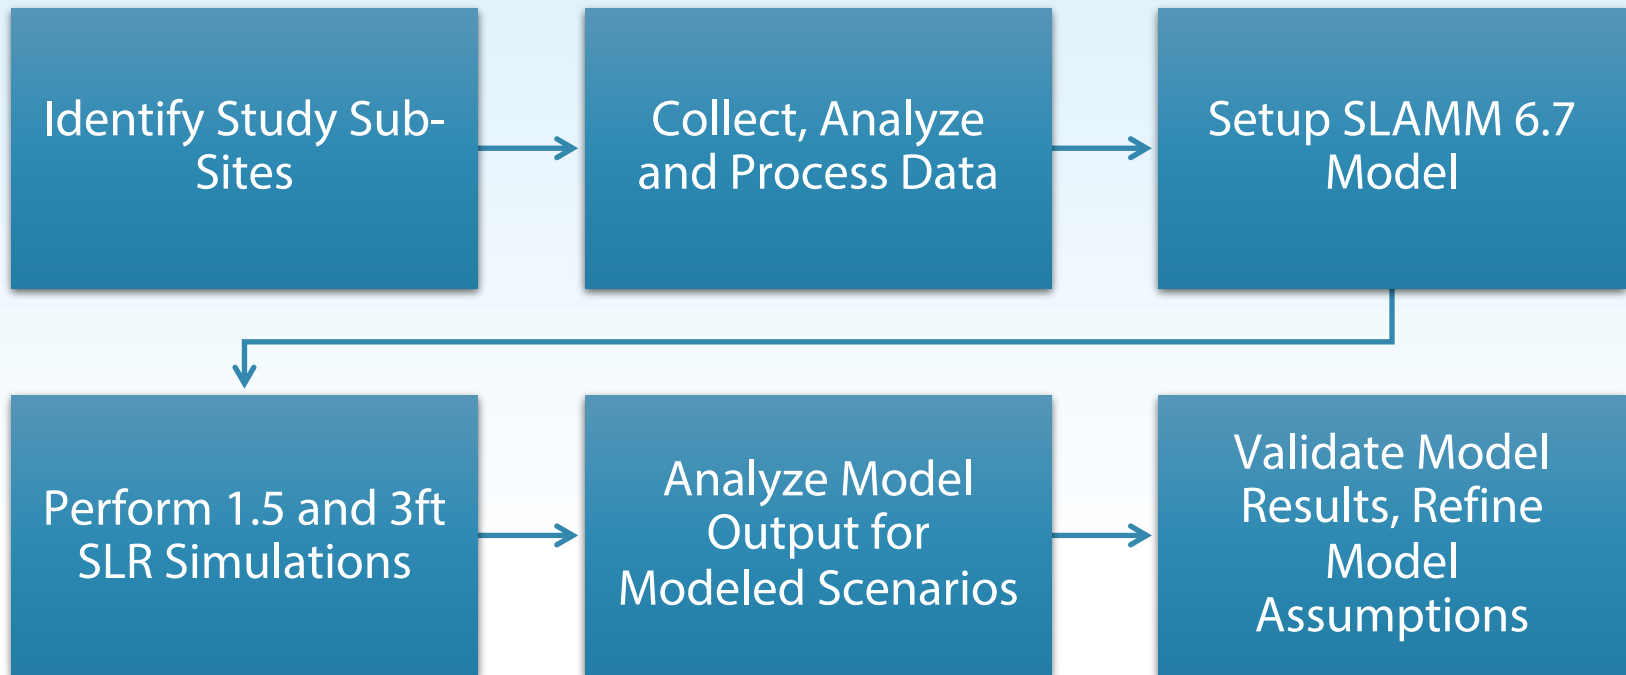 Identify Study Sub-
Sites
Collect, Analyze
and Process Data
Setup SLAMM 6.7
Model
Perform 1.5 and 3ft
SLR Simulations
Analyze Model
Output for
Modeled Scenarios
Validate Model
Results, Refine
Model
Assumptions